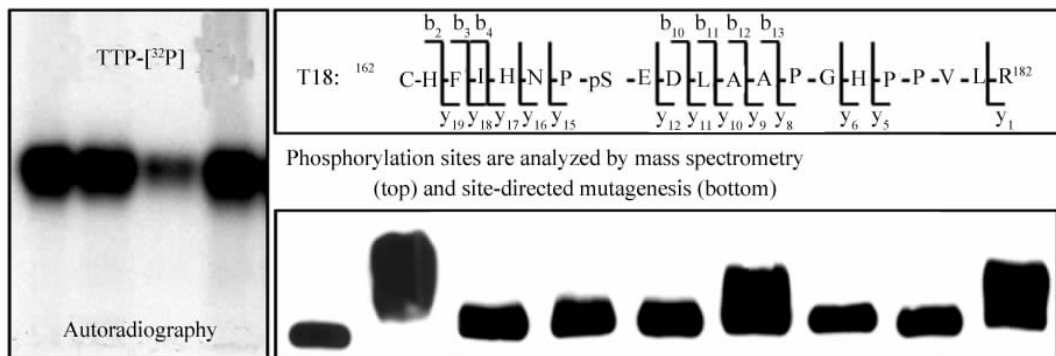 TTP-[³²P]
Autoradiography
b₂ b₃ b₄ b₁₀ b₁₁ b₁₂ b₁₃
T18: ¹⁶² C-H-F-I-H-N-P-pS-E-D-L-A-A-P-G-H-P-P-V-L-R¹⁸²
y₁₉ y₁₈ y₁₇ y₁₆ y₁₅ y₁₂ y₁₁ y₁₀ y₉ y₈ y₆ y₅ y₁
Phosphorylation sites are analyzed by mass spectrometry
(top) and site-directed mutagenesis (bottom)